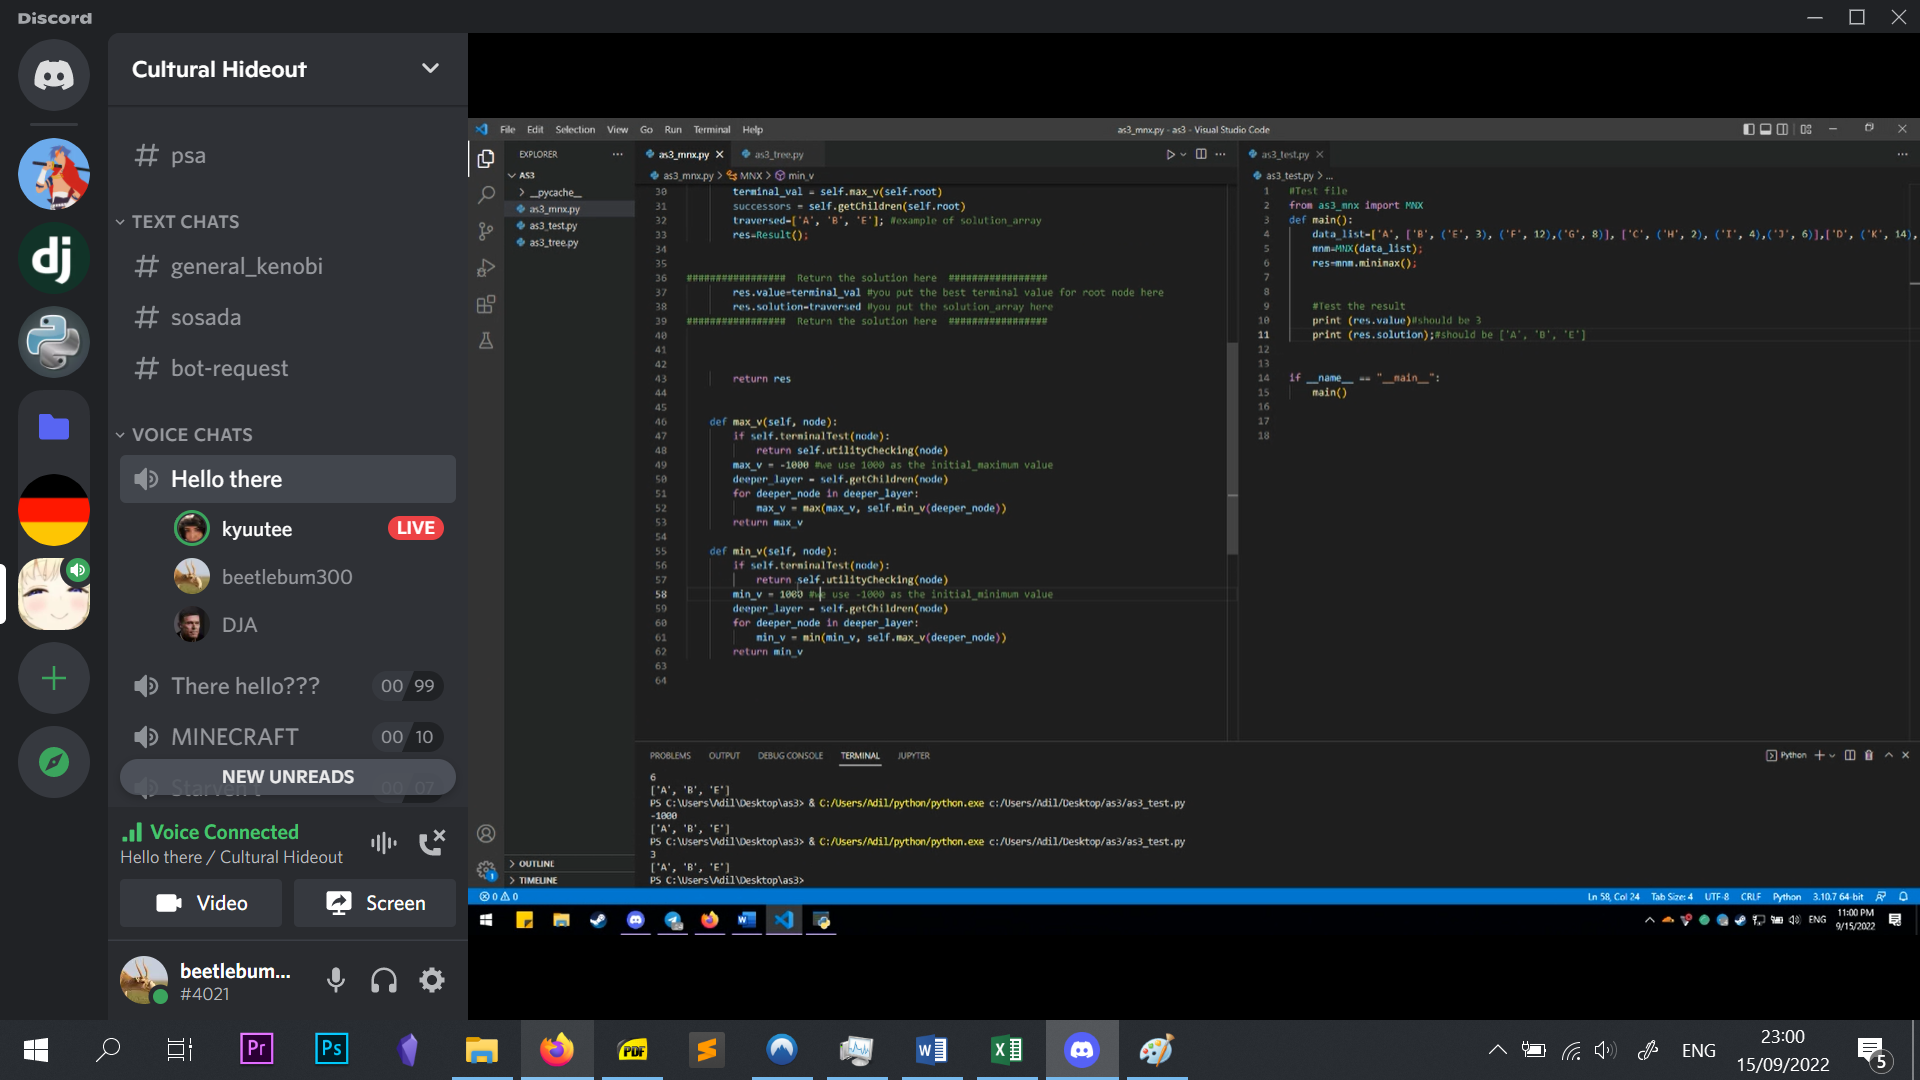 Discord
Cultural Hideout
psa
TEXT CHATS
general_kenobi
sosada
bot-request
VOICE CHATS
Hello there
kyuutee LIVE
beetlebum300
DJA
There hello??? 00 99
MINECRAFT 00 10
NEW UNREADS
Voice Connected
Hello there / Cultural Hideout
Video Screen
beetlebum...
#4021
dj
File Edit Selection View Go Run Terminal Help
as3_mnx.py - as3 - Visual Studio Code
EXPLORER
AS3
__pycache__
as3_mnx.py
as3_test.py
as3_tree.py
OUTLINE
TIMELINE
as3_mnx.py as3_tree.py
as3_mnx.py > MNX > min_v
30 terminal_val = self.max_v(self.root)
31 successors = self.getChildren(self.root)
32 traversed=['A', 'B', 'E']; #example of solution_array
33 res=Result();
34
35
36 ################# Return the solution here #################
37 res.value=terminal_val #you put the best terminal value for root node here
38 res.solution=traversed #you put the solution_array here
39 ################# Return the solution here #################
40
41
42
43 return res
44
45
46 def max_v(self, node):
47 if self.terminalTest(node):
48 return self.utilityChecking(node)
49 max_v = -1000 #we use 1000 as the initial_maximum value
50 deeper_layer = self.getChildren(node)
51 for deeper_node in deeper_layer:
52 max_v = max(max_v, self.min_v(deeper_node))
53 return max_v
54
55 def min_v(self, node):
56 if self.terminalTest(node):
57 return self.utilityChecking(node)
58 min_v = 1000 #we use -1000 as the initial_minimum value
59 deeper_layer = self.getChildren(node)
60 for deeper_node in deeper_layer:
61 min_v = min(min_v, self.max_v(deeper_node))
62 return min_v
63
64
as3_test.py
as3_test.py > ...
1 #Test file
2 from as3_mnx import MNX
3 def main():
4 data_list=['A', ['B', ('E', 3), ('F', 12),('G', 8)], ['C', ('H', 2), ('I', 4),('J', 6)],['D', ('K', 14),
5 mnm=MNX(data_list);
6 res=mnm.minimax();
7
8
9 #Test the result
10 print (res.value)#should be 3
11 print (res.solution);#should be ['A', 'B', 'E']
12
13
14 if __name__ == "__main__":
15 main()
16
17
18
PROBLEMS OUTPUT DEBUG CONSOLE TERMINAL JUPYTER
Python
6
['A', 'B', 'E']
PS C:\Users\Adil\Desktop\as3> & C:/Users/Adil/python/python.exe c:/Users/Adil/Desktop/as3/as3_test.py
-1000
['A', 'B', 'E']
PS C:\Users\Adil\Desktop\as3> & C:/Users/Adil/python/python.exe c:/Users/Adil/Desktop/as3/as3_test.py
3
['A', 'B', 'E']
PS C:\Users\Adil\Desktop\as3>
0 0 Ln 58, Col 24 Tab Size: 4 UTF-8 CRLF Python 3.10.7 64-bit
ENG 11:00 PM
9/15/2022
Pr Ps PDF ENG 23:00
15/09/2022
5